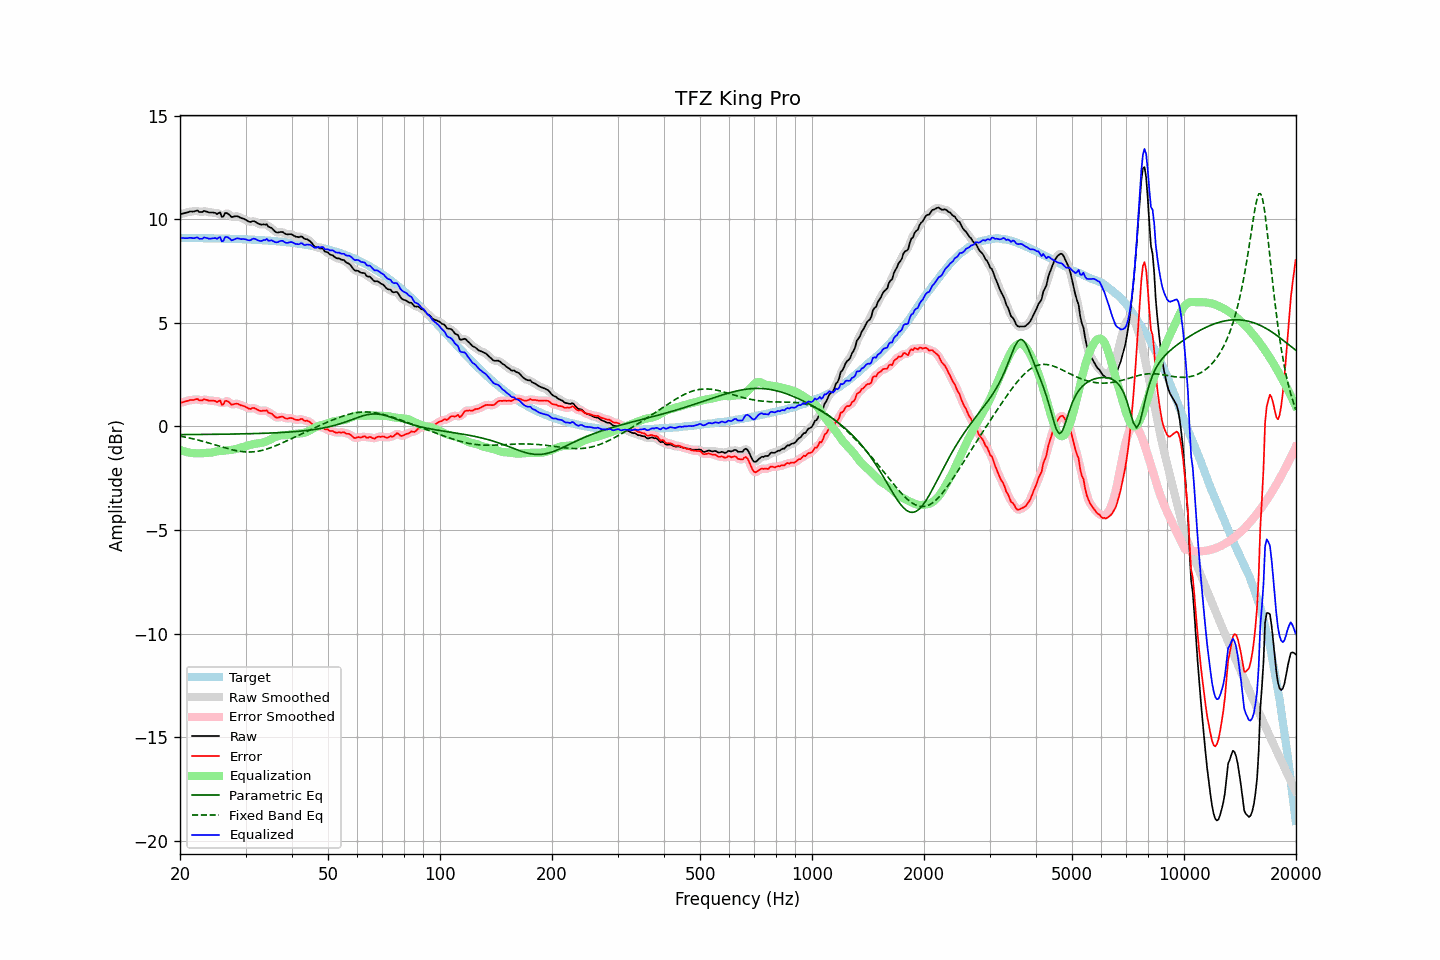 TFZ King Pro
Amplitude (dBr)
15
10
5
0
−5
−10
−15
−20
Target
Raw Smoothed
Error Smoothed
Raw
Error
Equalization
Parametric Eq
Fixed Band Eq
Equalized
20
50
100
200
500
1000
2000
5000
10000
20000
Frequency (Hz)